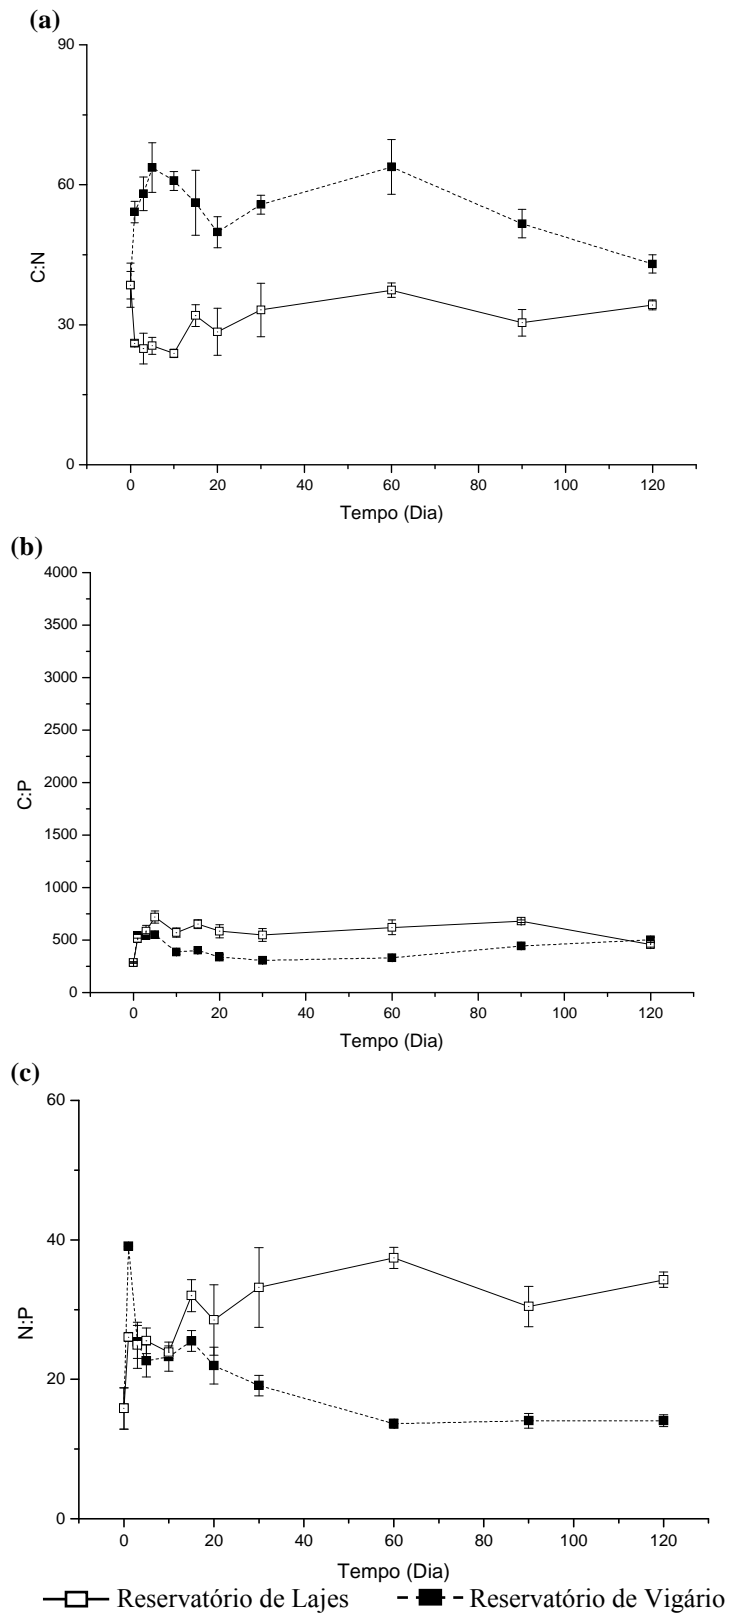 (a)
90
60
30
0
C:N
0 20 40 60 80 100 120
Tempo (Dia)
(b)
4000
3500
3000
2500
2000
1500
1000
500
0
C:P
0 20 40 60 80 100 120
Tempo (Dia)
(c)
60
40
20
0
N:P
0 20 40 60 80 100 120
Tempo (Dia)
Reservatório de Lajes Reservatório de Vigário